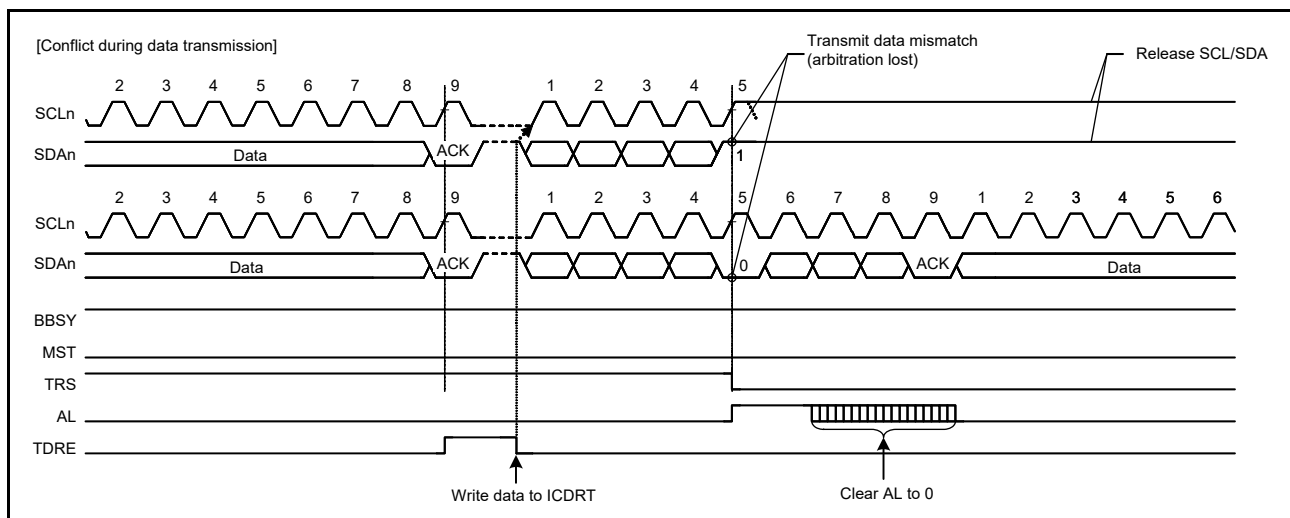 [Conflict during data transmission]
Transmit data mismatch
(arbitration lost)
Release SCL/SDA
2 3 4 5 6 7 8 9 1 2 3 4 5
SCLn
SDAn Data ACK 1
2 3 4 5 6 7 8 9 1 2 3 4 5 6 7 8 9 1 2 3 4 5 6
SCLn
SDAn Data ACK 0 ACK Data
BBSY
MST
TRS
AL
TDRE
Write data to ICDRT
Clear AL to 0